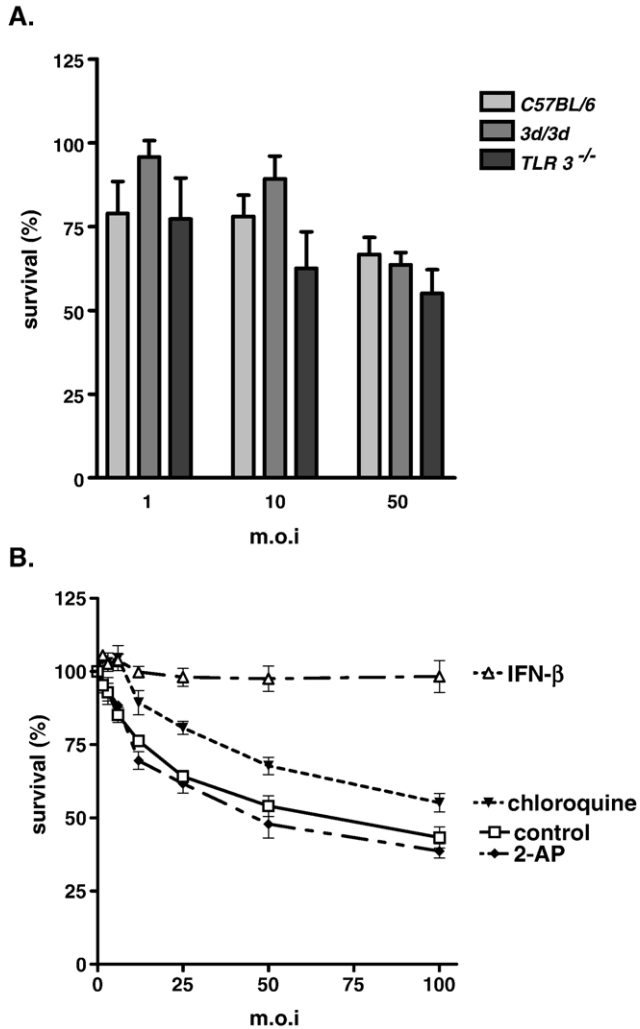 A.
125
100
75
50
25
0
survival (%)
C57BL/6
3d/3d
TLR 3 -/-
1 10 50
m.o.i
B.
125
100
75
50
25
0
survival (%)
IFN-β
chloroquine
control
2-AP
0 25 50 75 100
m.o.i